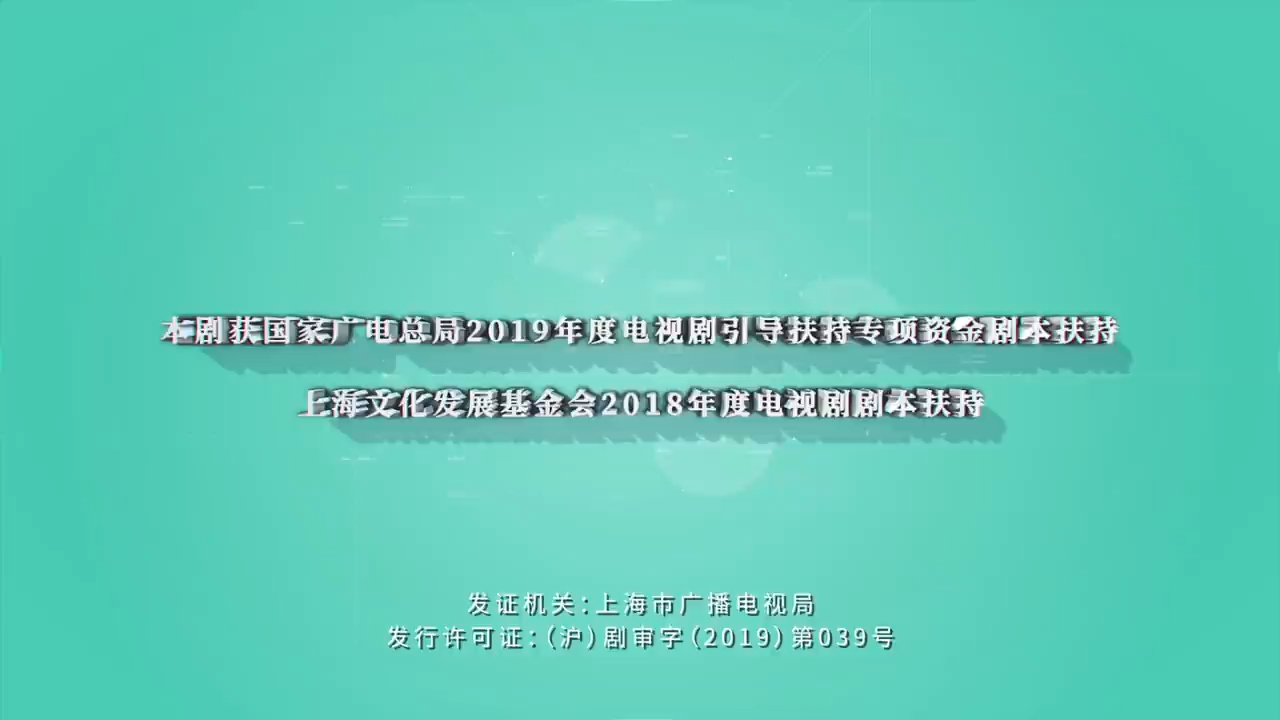 本剧获国家广电总局2019年度电视剧引导扶持专项资金剧本扶持
上海文化发展基金会2018年度电视剧剧本扶持
发证机关:上海市广播电视局
发行许可证:(沪)剧审字(2019)第039号